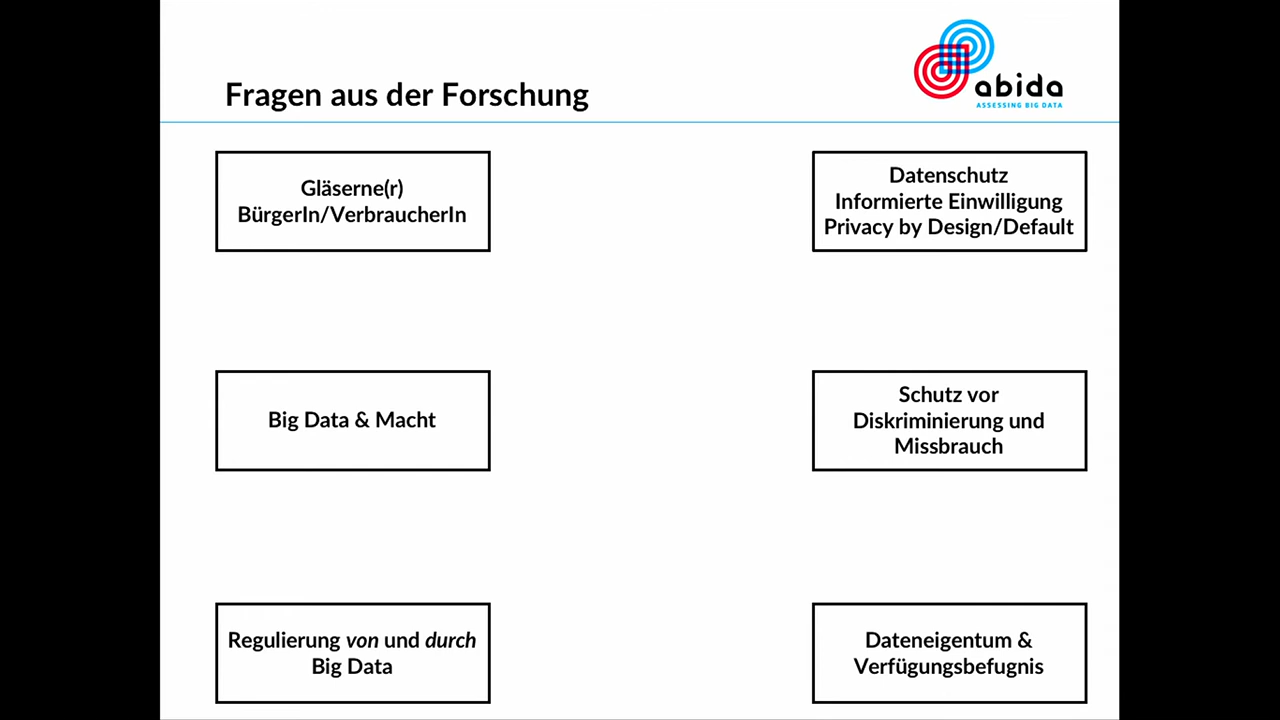 Fragen aus der Forschung
abida
ASSESSING BIG DATA
Gläserne(r)
BürgerIn/VerbraucherIn
Datenschutz
Informierte Einwilligung
Privacy by Design/Default
Big Data & Macht
Schutz vor
Diskriminierung und
Missbrauch
Regulierung von und durch
Big Data
Dateneigentum &
Verfügungsbefugnis